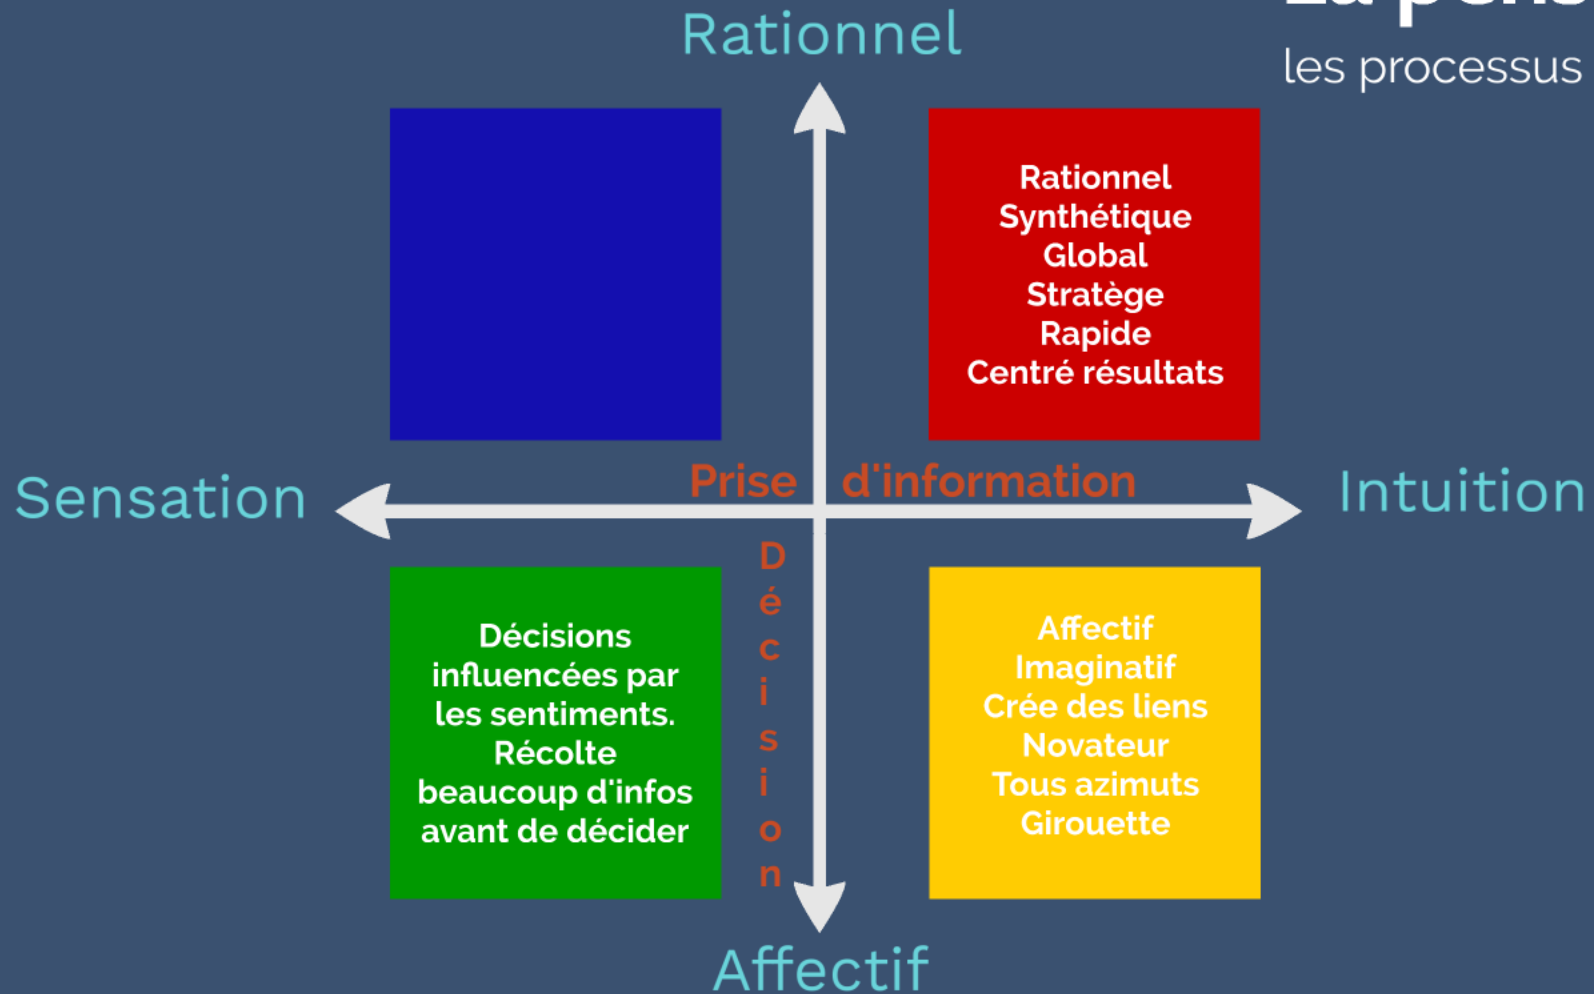 les processus
Rationnel
Rationnel
Synthétique
Global
Stratège
Rapide
Centré résultats
Prise d'information
Sensation
Intuition
Décision
Décisions
influencées par
les sentiments.
Récolte
beaucoup d'infos
avant de décider
Affectif
Imaginatif
Crée des liens
Novateur
Tous azimuts
Girouette
Affectif